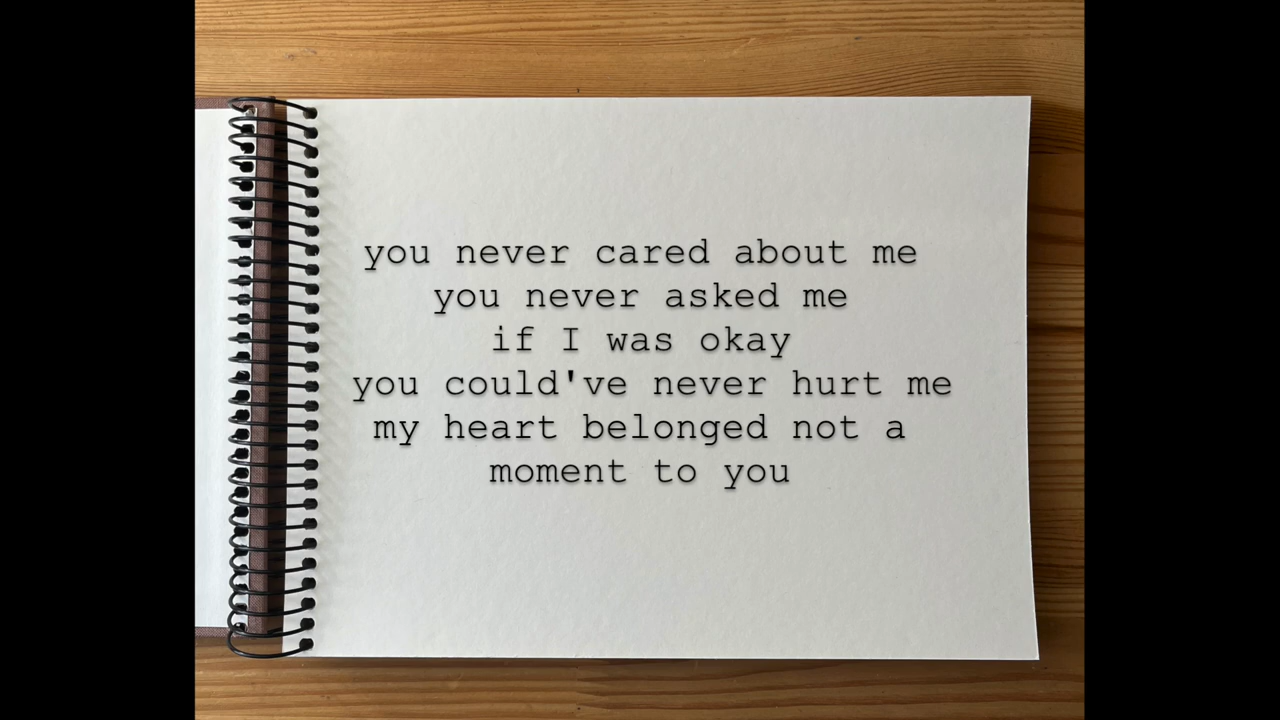 you never cared about me
you never asked me
if I was okay
you could've never hurt me
my heart belonged not a
moment to you